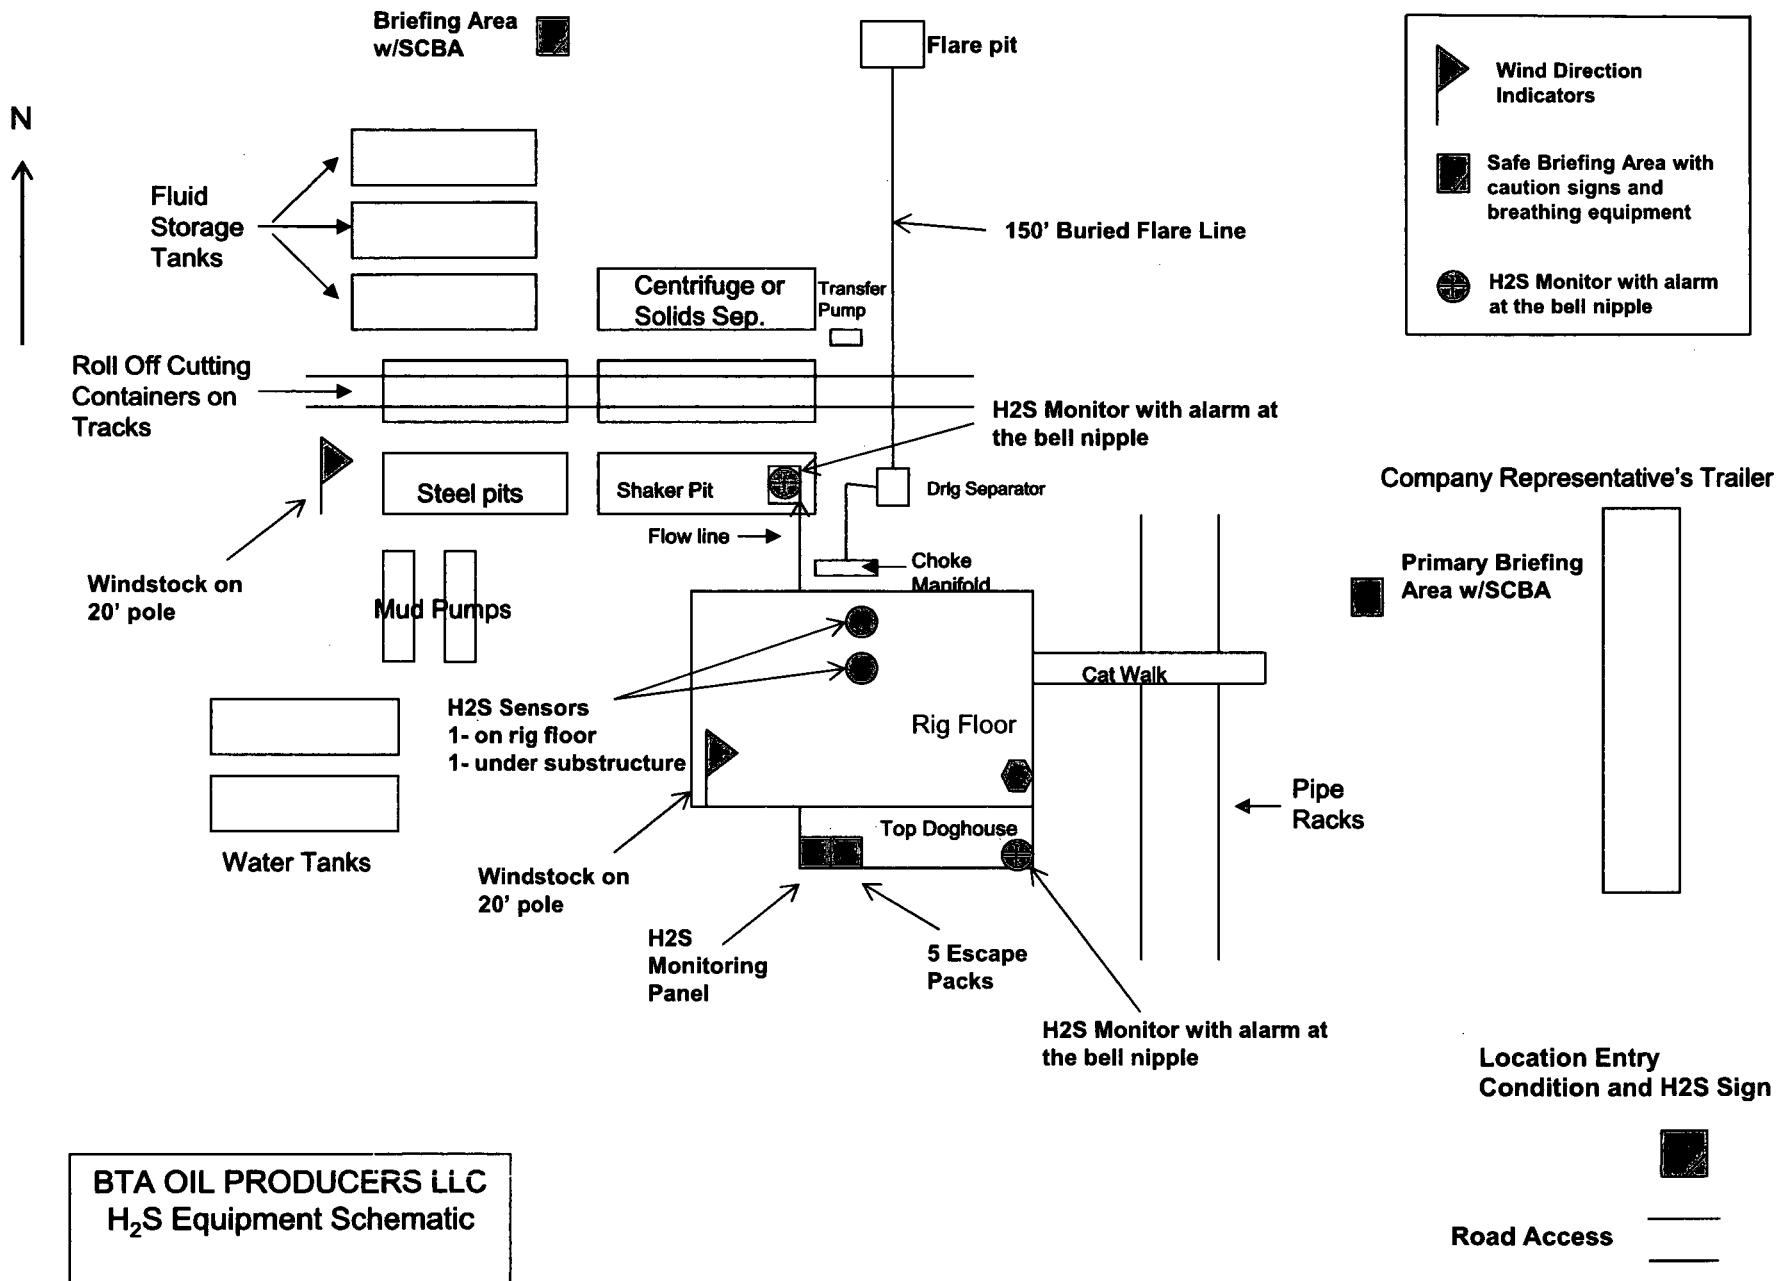 Briefing Area
w/SCBA
Flare pit
N
Wind Direction
Indicators
Safe Briefing Area with
caution signs and
breathing equipment
H2S Monitor with alarm
at the bell nipple
Fluid
Storage
Tanks
150' Buried Flare Line
Centrifuge or
Solids Sep.
Transfer
Pump
Roll Off Cutting
Containers on
Tracks
H2S Monitor with alarm at
the bell nipple
Steel pits
Shaker Pit
Drlg Separator
Company Representative's Trailer
Flow line
Choke
Manifold
Primary Briefing
Area w/SCBA
Windstock on
20' pole
Mud Pumps
Cat Walk
H2S Sensors
1- on rig floor
1- under substructure
Rig Floor
Pipe
Racks
Top Doghouse
Water Tanks
Windstock on
20' pole
H2S
Monitoring
Panel
5 Escape
Packs
H2S Monitor with alarm at
the bell nipple
Location Entry
Condition and H2S Sign
Road Access
BTA OIL PRODUCERS LLC
H₂S Equipment Schematic